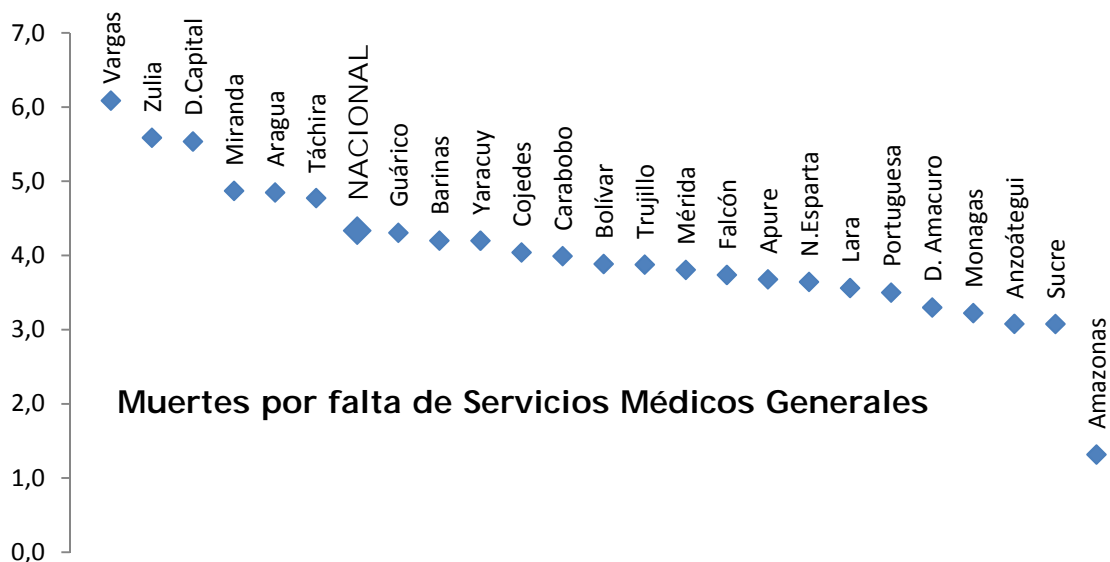 7,0
6,0
5,0
4,0
3,0
2,0
1,0
0,0
Vargas
Zulia
D.Capital
Miranda
Aragua
Táchira
NACIONAL
Guárico
Barinas
Yaracuy
Cojedes
Carabobo
Bolívar
Trujillo
Mérida
Falcón
Apure
N.Esparta
Lara
Portuguesa
D. Amacuro
Monagas
Anzoátegui
Sucre
Amazonas
Muertes por falta de Servicios Médicos Generales